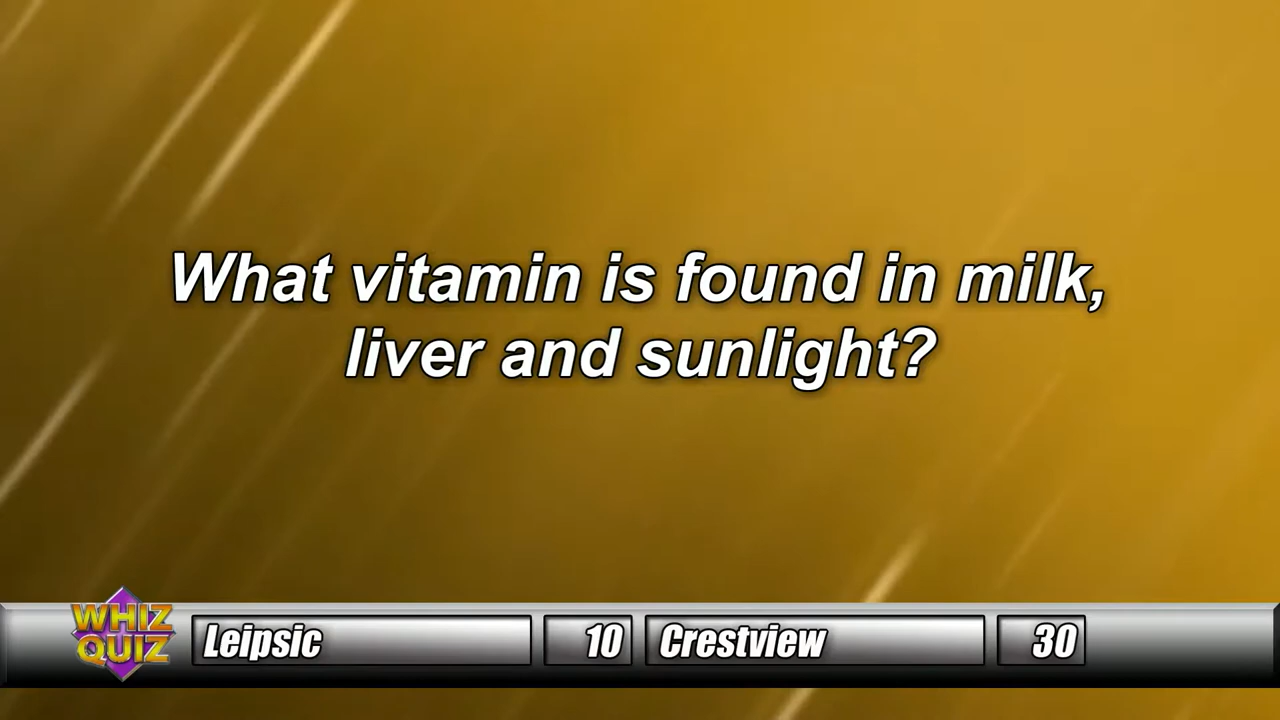 What vitamin is found in milk,
liver and sunlight?
WHIZ
QUIZ
Leipsic 10 Crestview 30